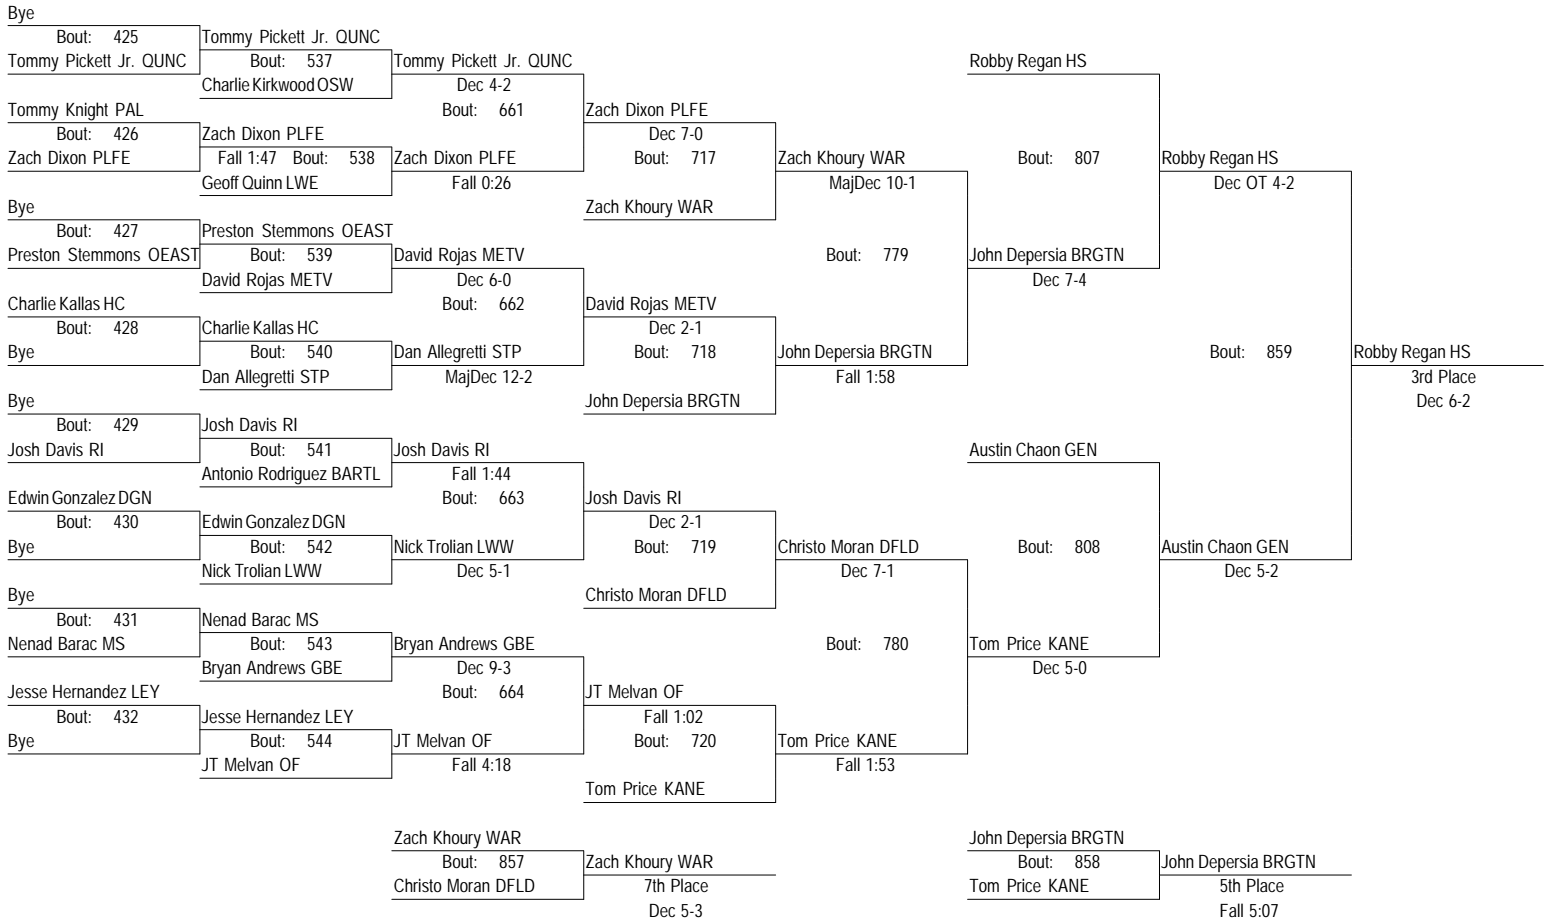 Bye
Bout: 425
Tommy Pickett Jr. QUNC
Tommy Pickett Jr. QUNC
Bout: 537
Charlie Kirkwood OSW
Tommy Pickett Jr. QUNC
Dec 4-2
Bout: 661
Tommy Knight PAL
Bout: 426
Zach Dixon PLFE
Zach Dixon PLFE
Fall 1:47 Bout: 538
Geoff Quinn LWE
Zach Dixon PLFE
Fall 0:26
Zach Dixon PLFE
Dec 7-0
Bout: 717
Zach Khoury WAR
Zach Khoury WAR
MajDec 10-1
Bye
Bout: 427
Preston Stemmons OEAST
Preston Stemmons OEAST
Bout: 539
David Rojas METV
David Rojas METV
Dec 6-0
Bout: 662
Charlie Kallas HC
Bout: 428
Bye
Charlie Kallas HC
Bout: 540
Dan Allegretti STP
Dan Allegretti STP
MajDec 12-2
David Rojas METV
Dec 2-1
Bout: 718
John Depersia BRGTN
John Depersia BRGTN
Fall 1:58
Bout: 779
John Depersia BRGTN
Dec 7-4
Robby Regan HS
Bout: 807
Robby Regan HS
Dec OT 4-2
Bye
Bout: 429
Josh Davis RI
Josh Davis RI
Bout: 541
Antonio Rodriguez BARTL
Josh Davis RI
Fall 1:44
Bout: 663
Edwin Gonzalez DGN
Bout: 430
Bye
Edwin Gonzalez DGN
Bout: 542
Nick Trolian LWW
Nick Trolian LWW
Dec 5-1
Josh Davis RI
Dec 2-1
Bout: 719
Christo Moran DFLD
Christo Moran DFLD
Dec 7-1
Bye
Bout: 431
Nenad Barac MS
Nenad Barac MS
Bout: 543
Bryan Andrews GBE
Bryan Andrews GBE
Dec 9-3
Bout: 664
Jesse Hernandez LEY
Bout: 432
Bye
Jesse Hernandez LEY
Bout: 544
JT Melvan OF
JT Melvan OF
Fall 4:18
JT Melvan OF
Fall 1:02
Bout: 720
Tom Price KANE
Tom Price KANE
Fall 1:53
Bout: 780
Tom Price KANE
Dec 5-0
Austin Chaon GEN
Bout: 808
Austin Chaon GEN
Dec 5-2
Bout: 859
Robby Regan HS
3rd Place
Dec 6-2
Zach Khoury WAR
Bout: 857
Christo Moran DFLD
Zach Khoury WAR
7th Place
Dec 5-3
John Depersia BRGTN
Bout: 858
Tom Price KANE
John Depersia BRGTN
5th Place
Fall 5:07